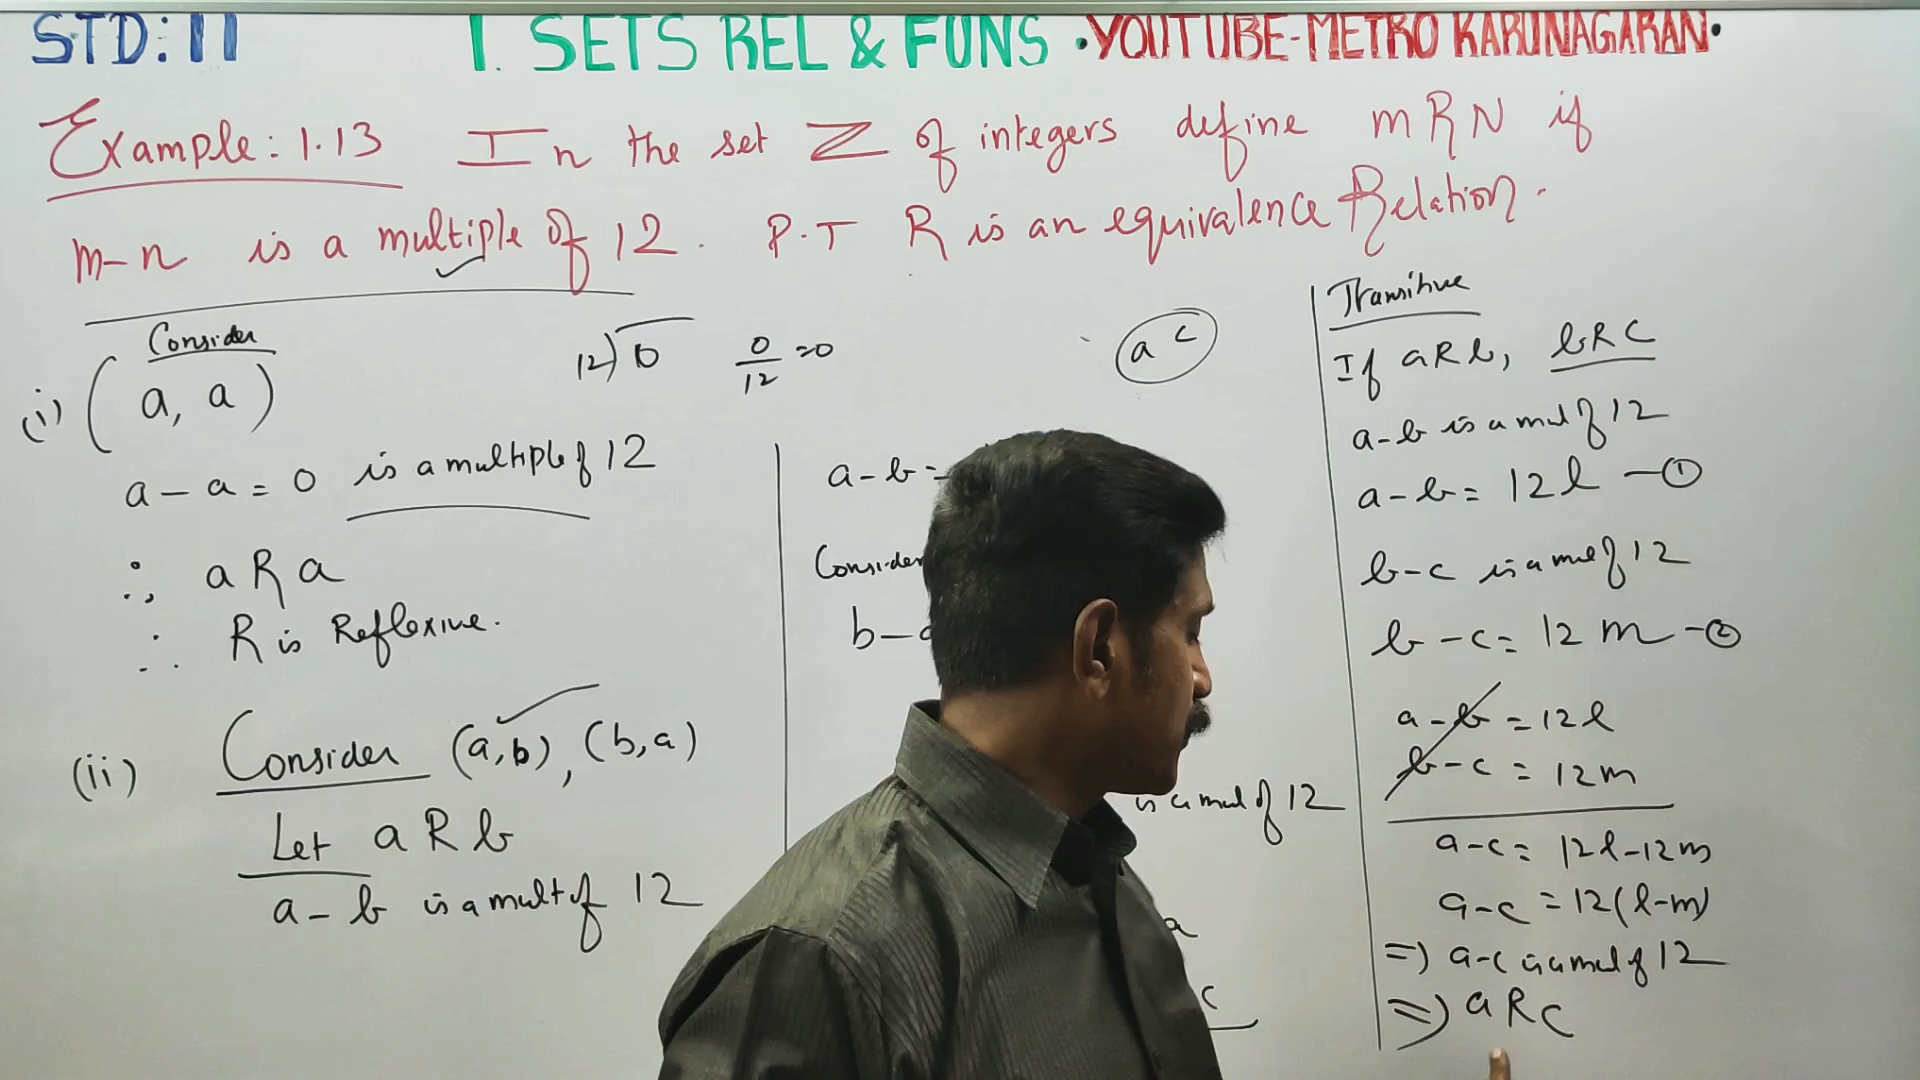 STD: 11 1. SETS REL & FUNS • YOUTUBE-METRO KARUNAGARAN •
Example: 1.13 In the set Z of integers define mRN if
m-n is a multiple of 12. P.T R is an equivalence Relation.
Consider
(i) (a, a)
12)0 0/12 = 0
a - a = 0 is a multiple of 12
∴ aRa
∴ R is Reflexive.
(ii) Consider (a,b), (b,a)
Let aRb
a - b is a mult of 12
a c
a - b =
Consider
b -
is a mul of 12
a
c
Transitive
If aRb, bRC
a-b is a mul of 12
a-b = 12l —①
b-c is a mul of 12
b-c = 12m —②
a-b = 12l
b-c = 12m
a-c = 12l-12m
a-c = 12(l-m)
=) a-c is a mul of 12
=) aRc